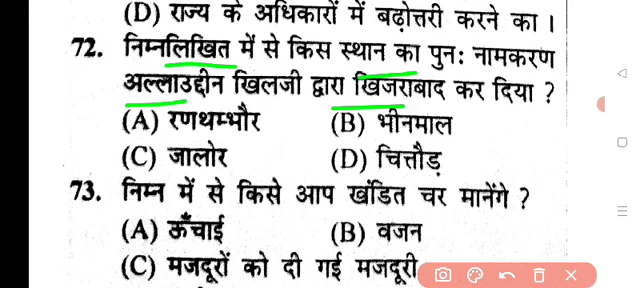 (D) राज्य के अधिकारों में बढ़ोत्तरी करने का ।
72. निम्नलिखित में से किस स्थान का पुनः नामकरण
अल्लाउद्दीन खिलजी द्वारा खिजराबाद कर दिया ?
(A) रणथम्भौर (B) भीनमाल
(C) जालोर (D) चित्तौड़
73. निम्न में से किसे आप खंडित चर मानेंगे ?
(A) ऊँचाई (B) वजन
(C) मजदूरों को दी गई मजदूरी